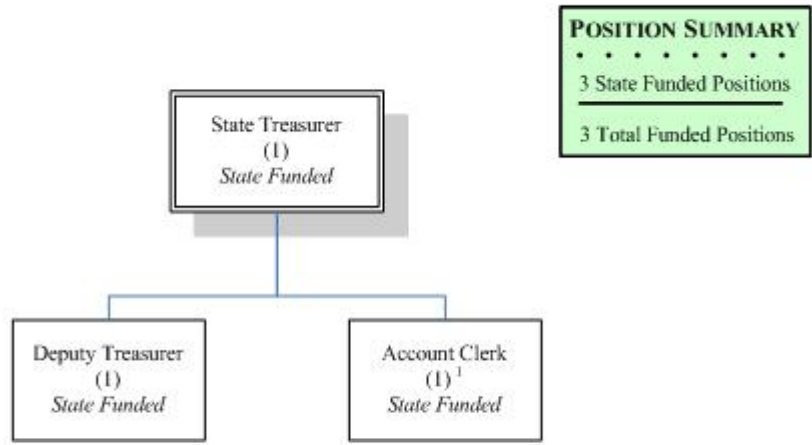 POSITION SUMMARY
3 State Funded Positions
3 Total Funded Positions
State Treasurer
(1)
State Funded
Deputy Treasurer
(1)
State Funded
Account Clerk
(1) ¹
State Funded